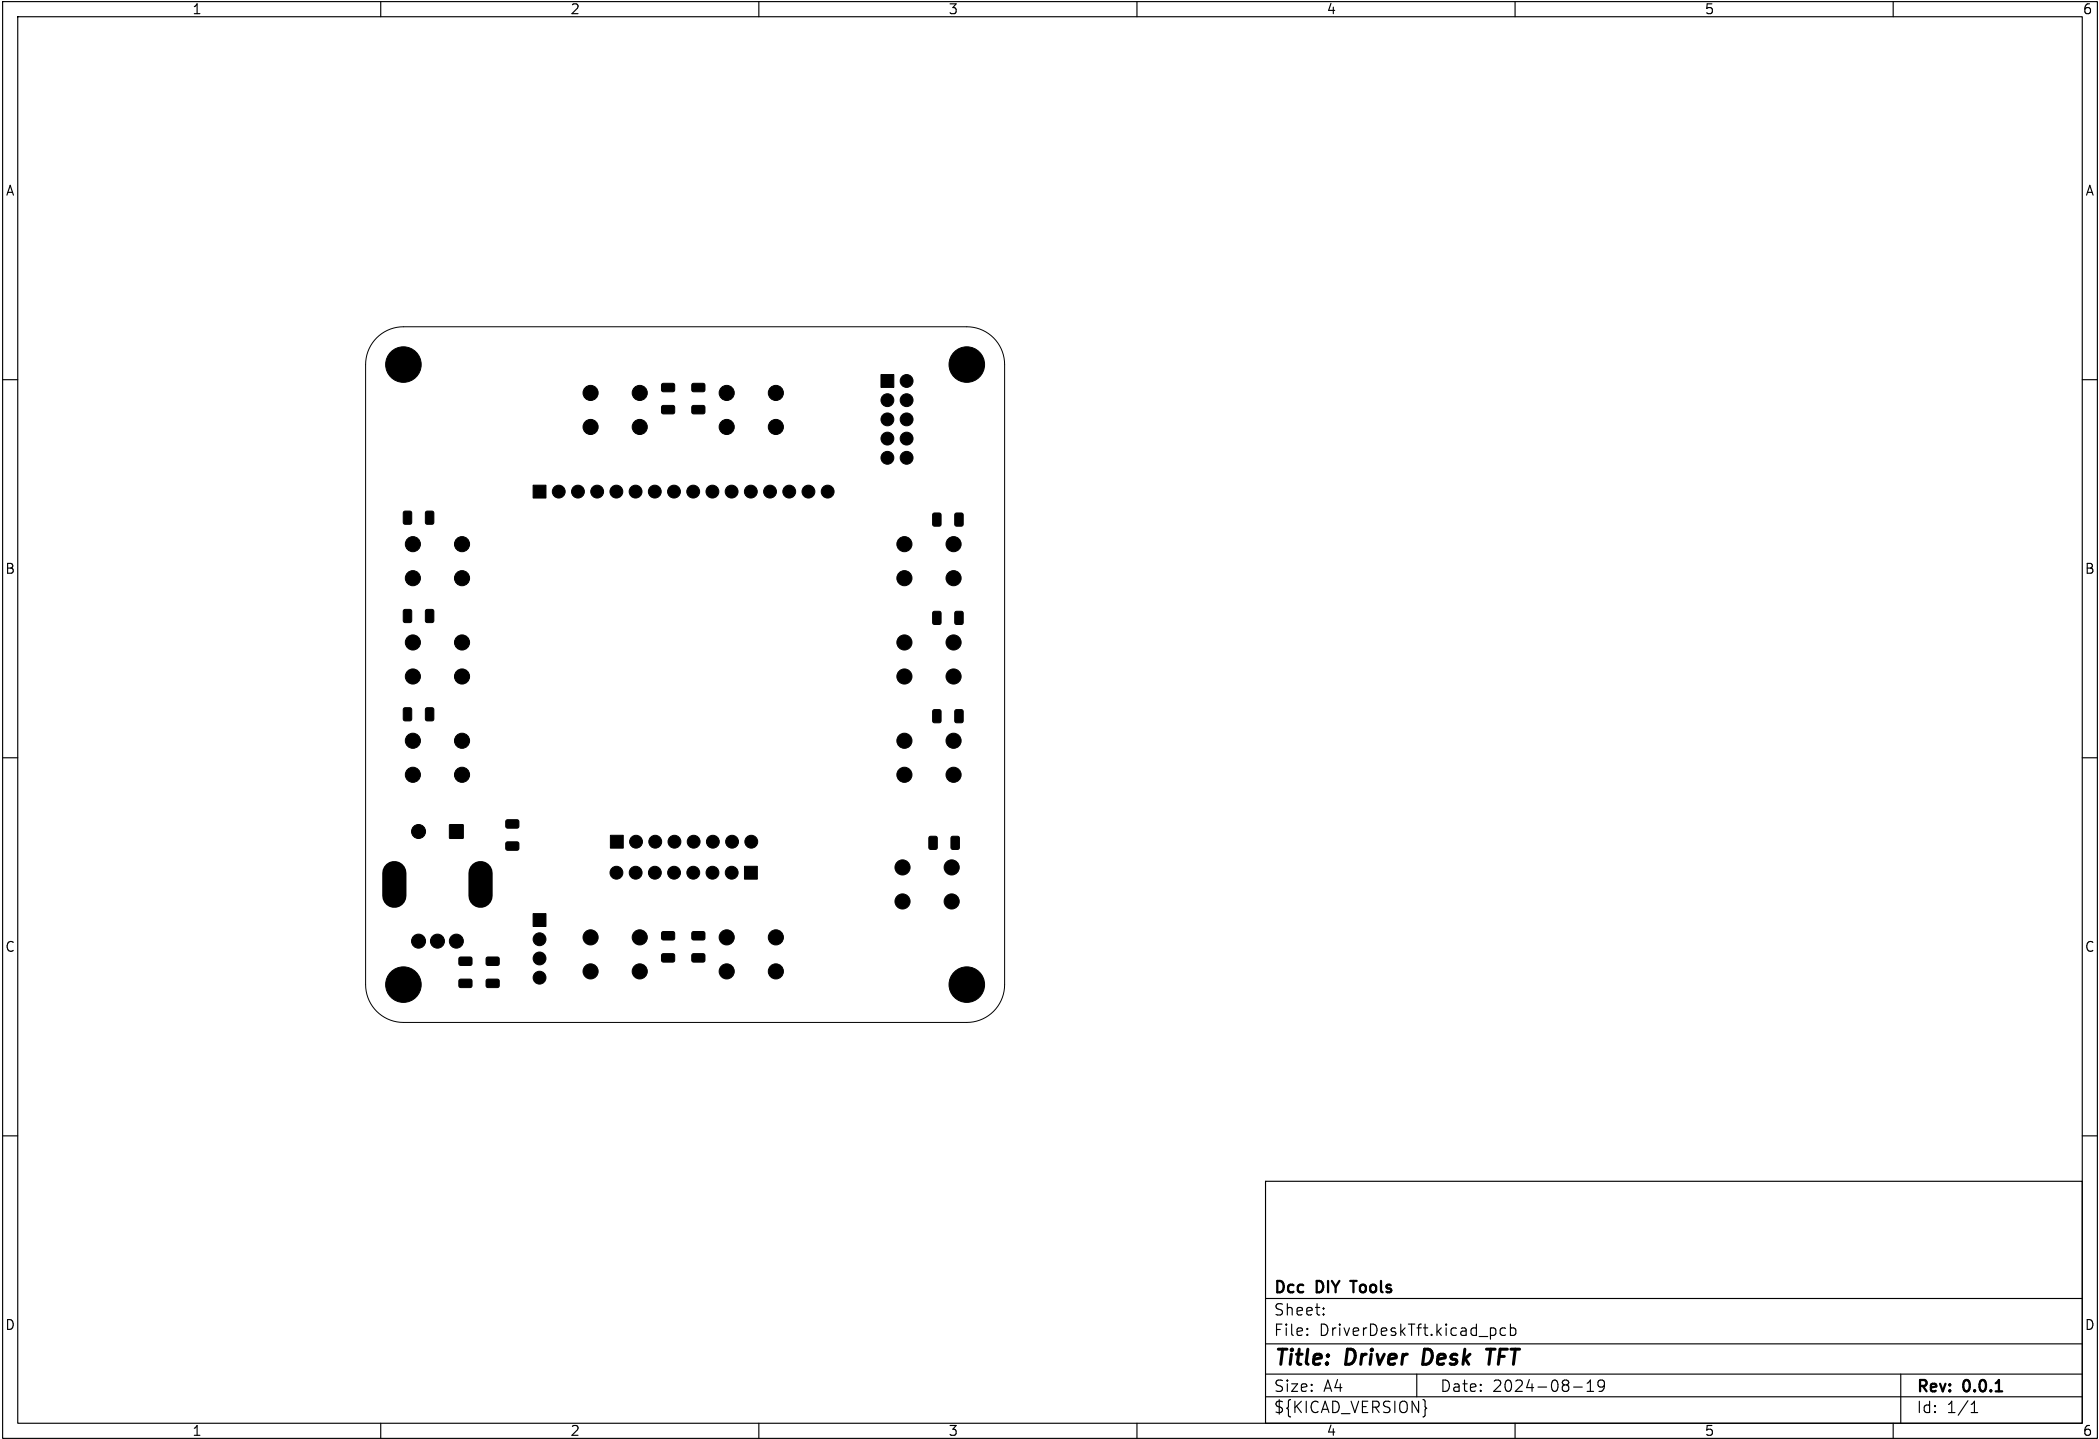 1 2 3 4 5 6
A A
B B
C C
Dcc DIY Tools
Sheet:
File: DriverDeskTft.kicad_pcb
D D
Title: Driver Desk TFT
Size: A4 Date: 2024-08-19 Rev: 0.0.1
${KICAD_VERSION} Id: 1/1
1 2 3 4 5 6